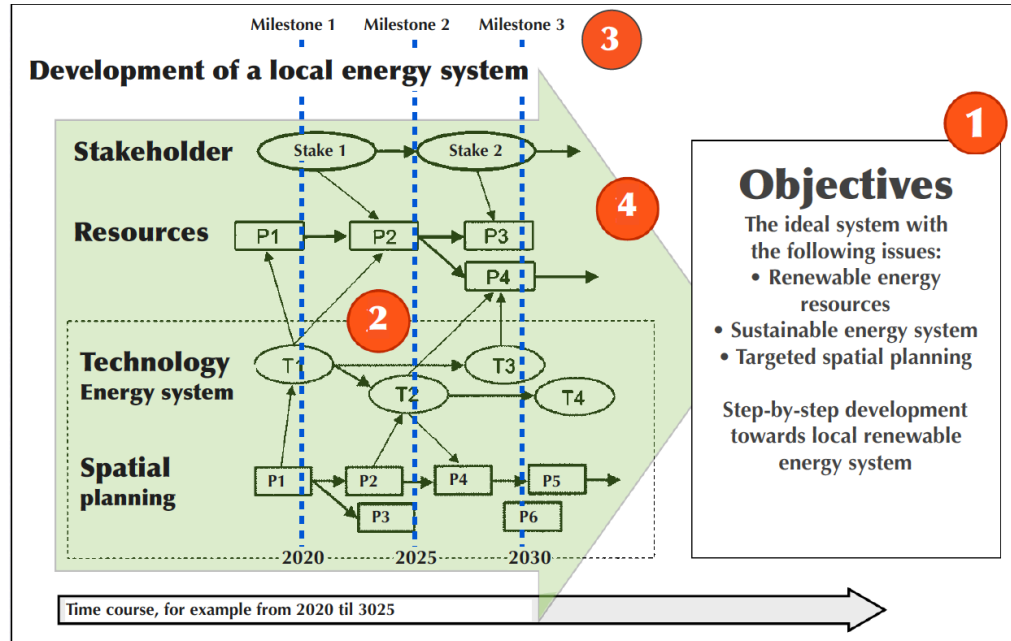 Milestone 1
Milestone 2
Milestone 3
3
Development of a local energy system
1
Stakeholder
Stake 1
Stake 2
4
Resources
P1
P2
P3
P4
2
Technology
Energy system
T1
T2
T3
T4
Spatial
planning
P1
P2
P4
P5
P3
P6
2020
2025
2030
Objectives
The ideal system with
the following issues:
• Renewable energy
resources
• Sustainable energy system
• Targeted spatial planning
Step-by-step development
towards local renewable
energy system
Time course, for example from 2020 til 3025